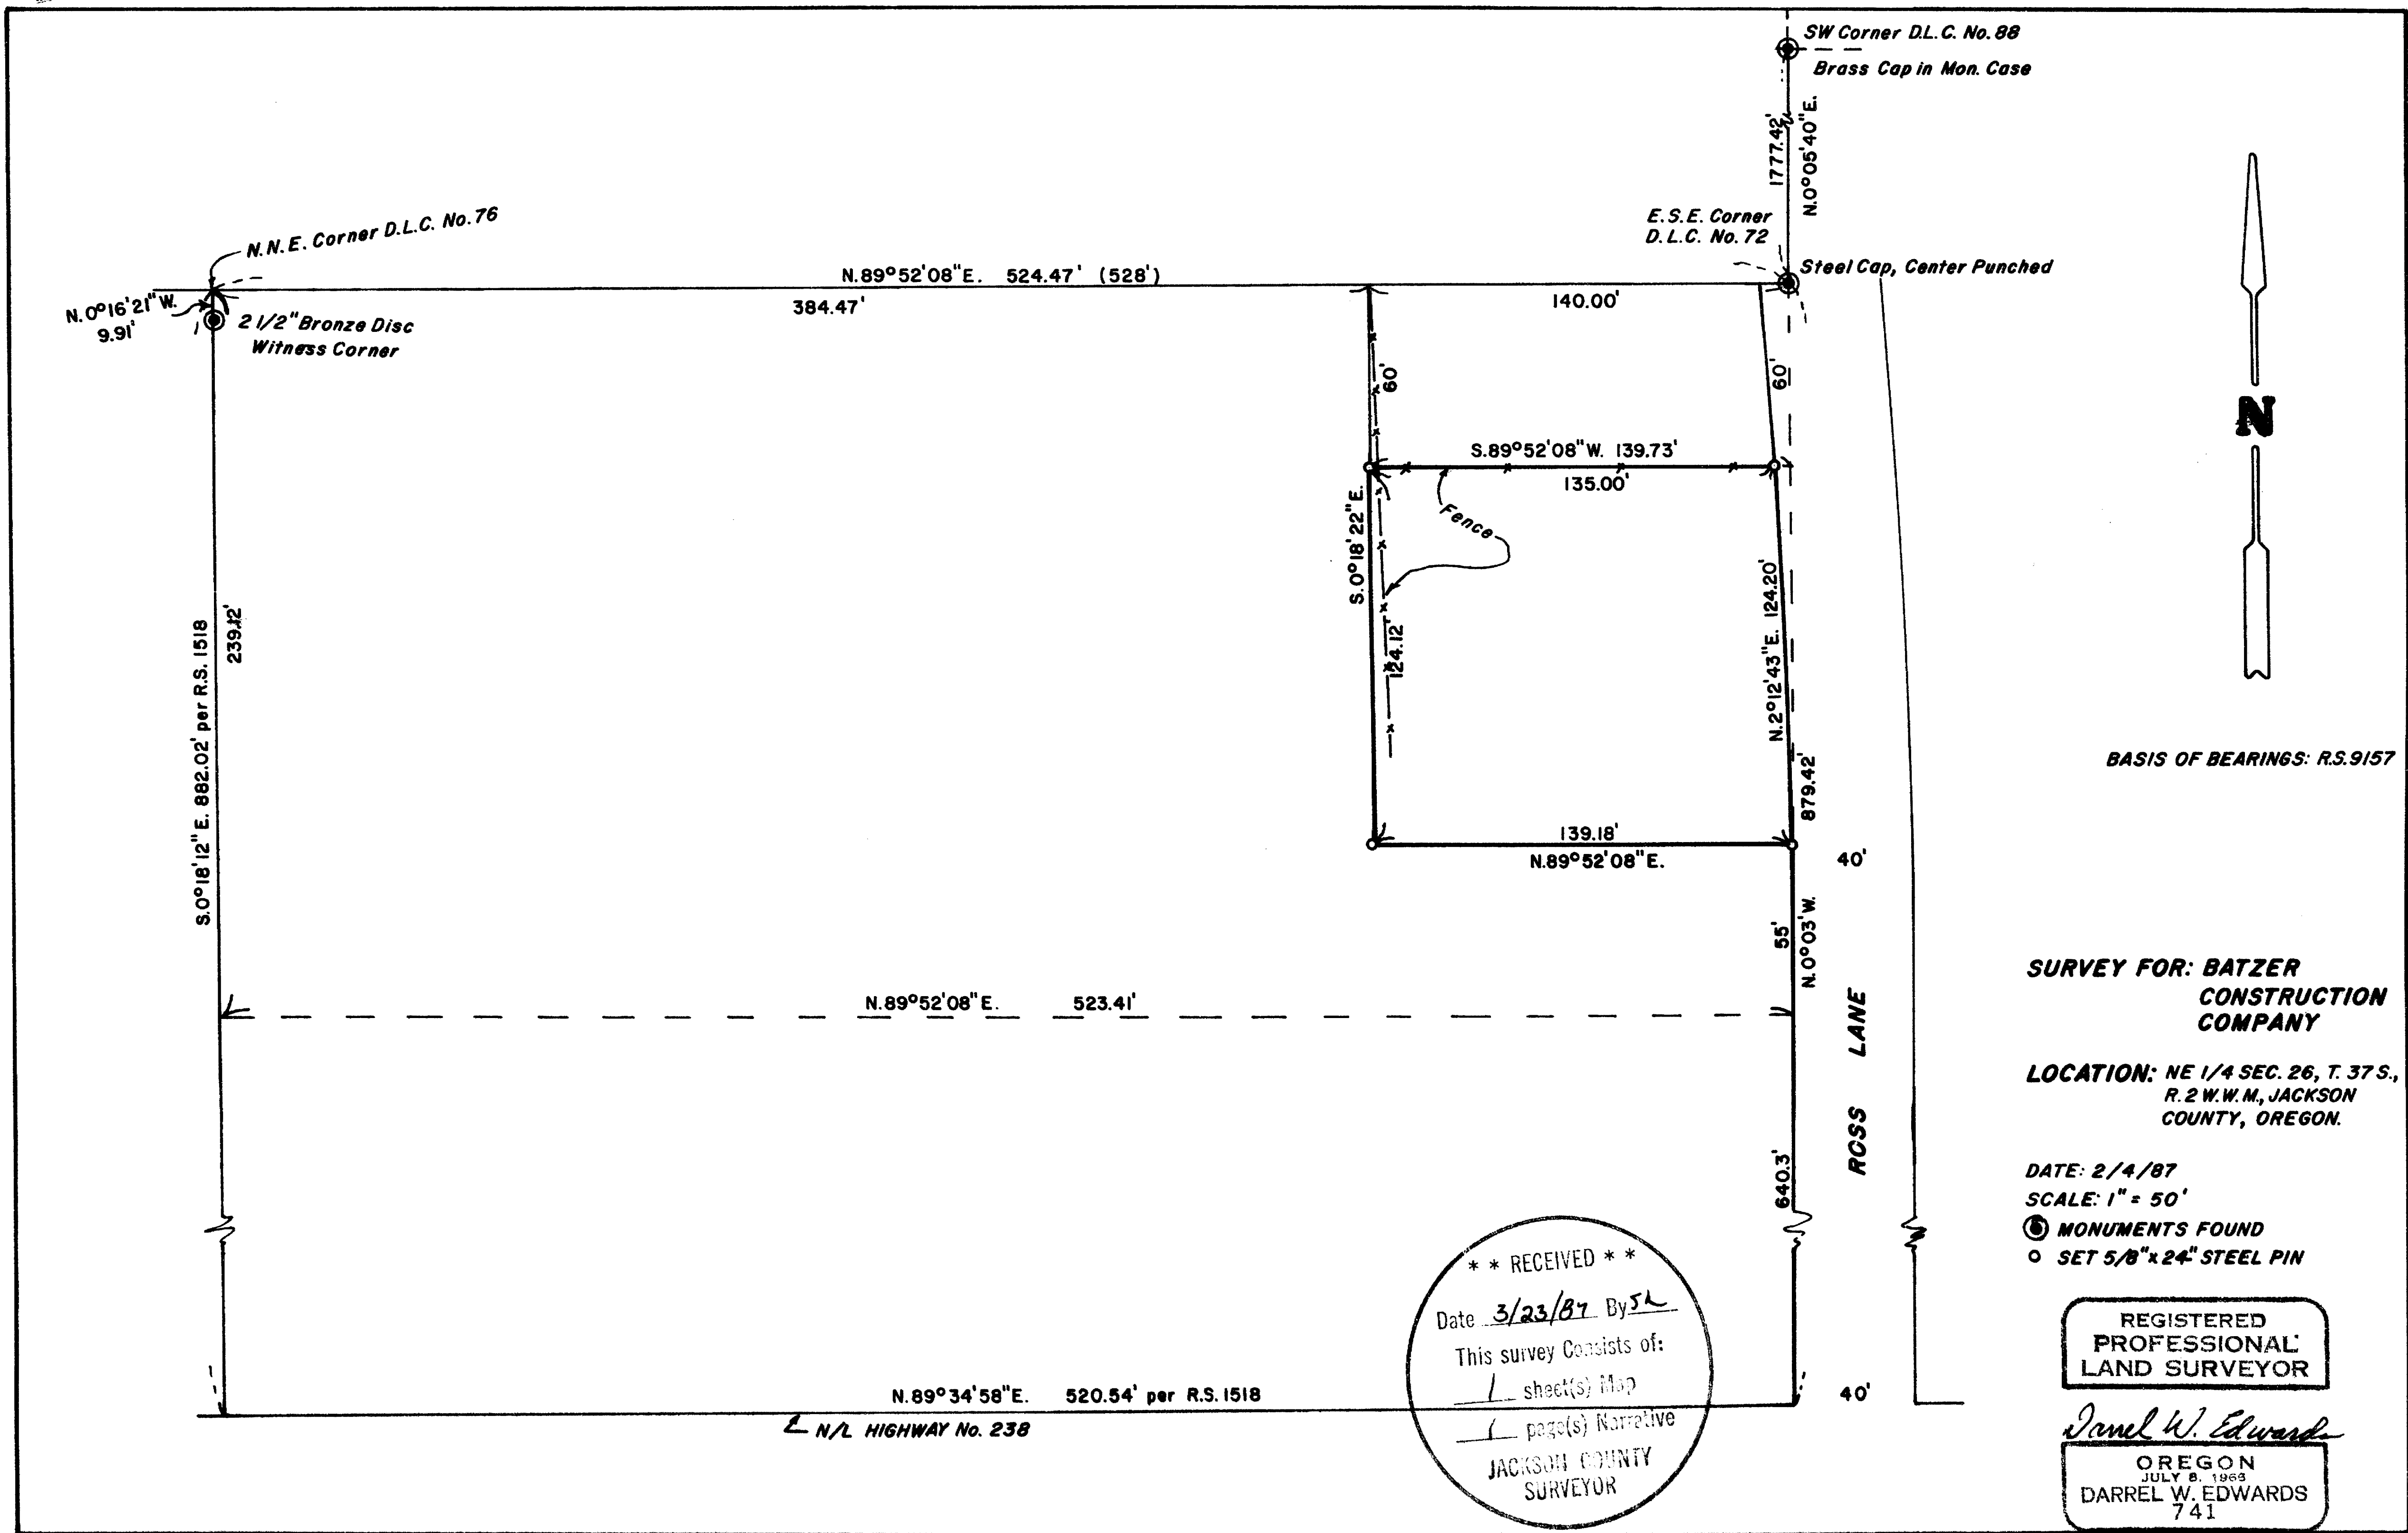 SW Corner D.L.C. No. 88
Brass Cap in Mon. Case
1777.42'
N.0°05'40"E.
E.S.E. Corner
D.L.C. No. 72
Steel Cap, Center Punched
N.N.E. Corner D.L.C. No. 76
N.0°16'21"W.
9.91'
2 1/2" Bronze Disc
Witness Corner
N.89°52'08"E. 524.47' (528')
384.47'
140.00'
60'
60'
S.89°52'08"W. 139.73'
135.00'
Fence
S.0°18'22"E.
124.12'
N.2°12'43"E. 124.20'
879.42'
139.18'
N.89°52'08"E.
40'
S.0°18'12"E. 882.02' per R.S. 1518
239.12'
55'
N.0°03'W.
N.89°52'08"E. 523.41'
ROSS LANE
640.3'
N.89°34'58"E. 520.54' per R.S. 1518
N/L HIGHWAY No. 238
40'
N
BASIS OF BEARINGS: R.S. 9157
SURVEY FOR: BATZER
CONSTRUCTION
COMPANY
LOCATION: NE 1/4 SEC. 26, T. 37 S.,
R. 2 W. W. M., JACKSON
COUNTY, OREGON.
DATE: 2/4/87
SCALE: 1" = 50'
MONUMENTS FOUND
SET 5/8" x 24" STEEL PIN
* * RECEIVED * *
Date 3/23/87 By
This survey Consists of:
1 sheet(s) Map
1 page(s) Narrative
JACKSON COUNTY
SURVEYOR
REGISTERED
PROFESSIONAL
LAND SURVEYOR
Darrel W. Edwards
OREGON
JULY 8, 1963
DARREL W. EDWARDS
741